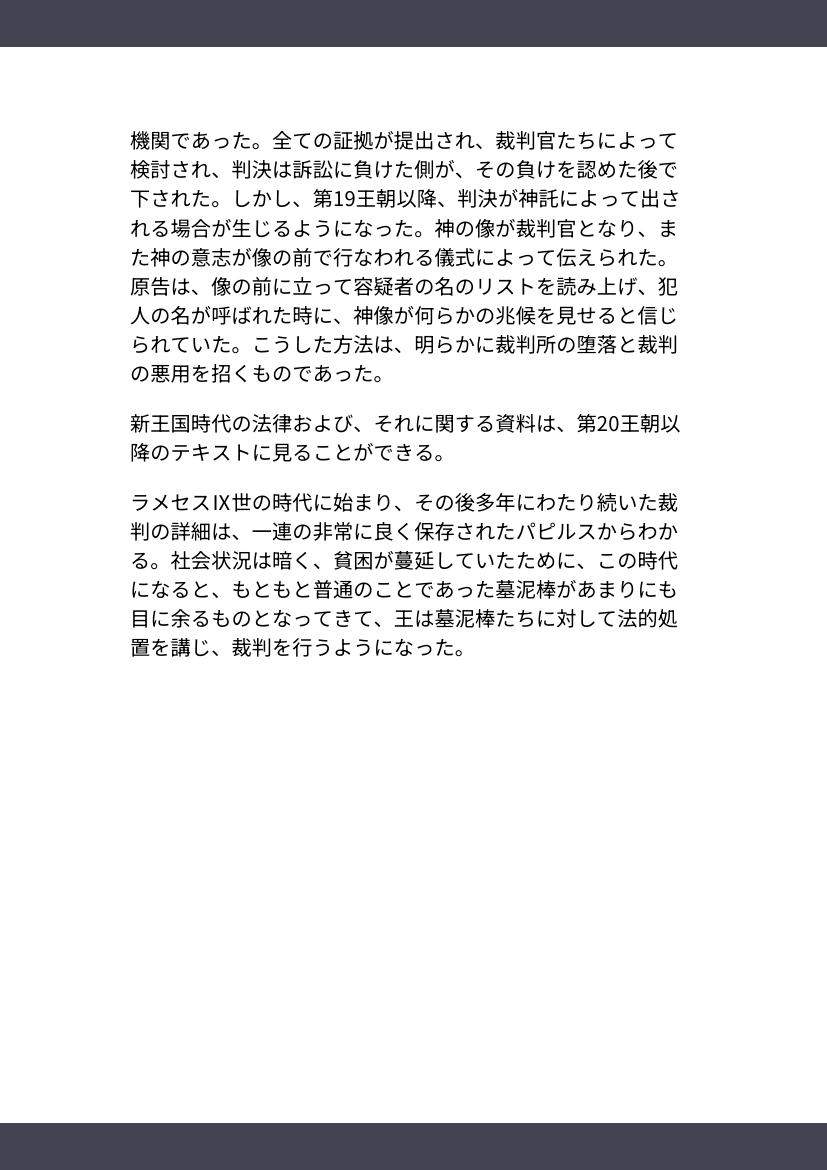 機関であった。全ての証拠が提出され、裁判官たちによって
検討され、判決は訴訟に負けた側が、その負けを認めた後で
下された。しかし、第19王朝以降、判決が神託によって出さ
れる場合が生じるようになった。神の像が裁判官となり、ま
た神の意志が像の前で行なわれる儀式によって伝えられた。
原告は、像の前に立って容疑者の名のリストを読み上げ、犯
人の名が呼ばれた時に、神像が何らかの兆候を見せると信じ
られていた。こうした方法は、明らかに裁判所の堕落と裁判
の悪用を招くものであった。
新王国時代の法律および、それに関する資料は、第20王朝以
降のテキストに見ることができる。
ラメセスⅨ世の時代に始まり、その後多年にわたり続いた裁
判の詳細は、一連の非常に良く保存されたパピルスからわか
る。社会状況は暗く、貧困が蔓延していたために、この時代
になると、もともと普通のことであった墓泥棒があまりにも
目に余るものとなってきて、王は墓泥棒たちに対して法的処
置を講じ、裁判を行うようになった。